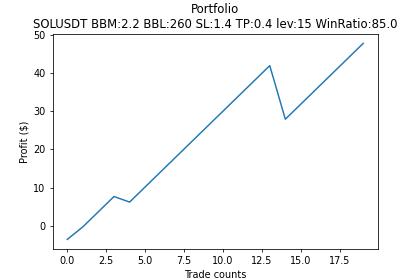 Portfolio
SOLUSDT BBM:2.2 BBL:260 SL:1.4 TP:0.4 lev:15 WinRatio:85.0
Profit ($)
50
40
30
20
10
0
0.0 2.5 5.0 7.5 10.0 12.5 15.0 17.5
Trade counts